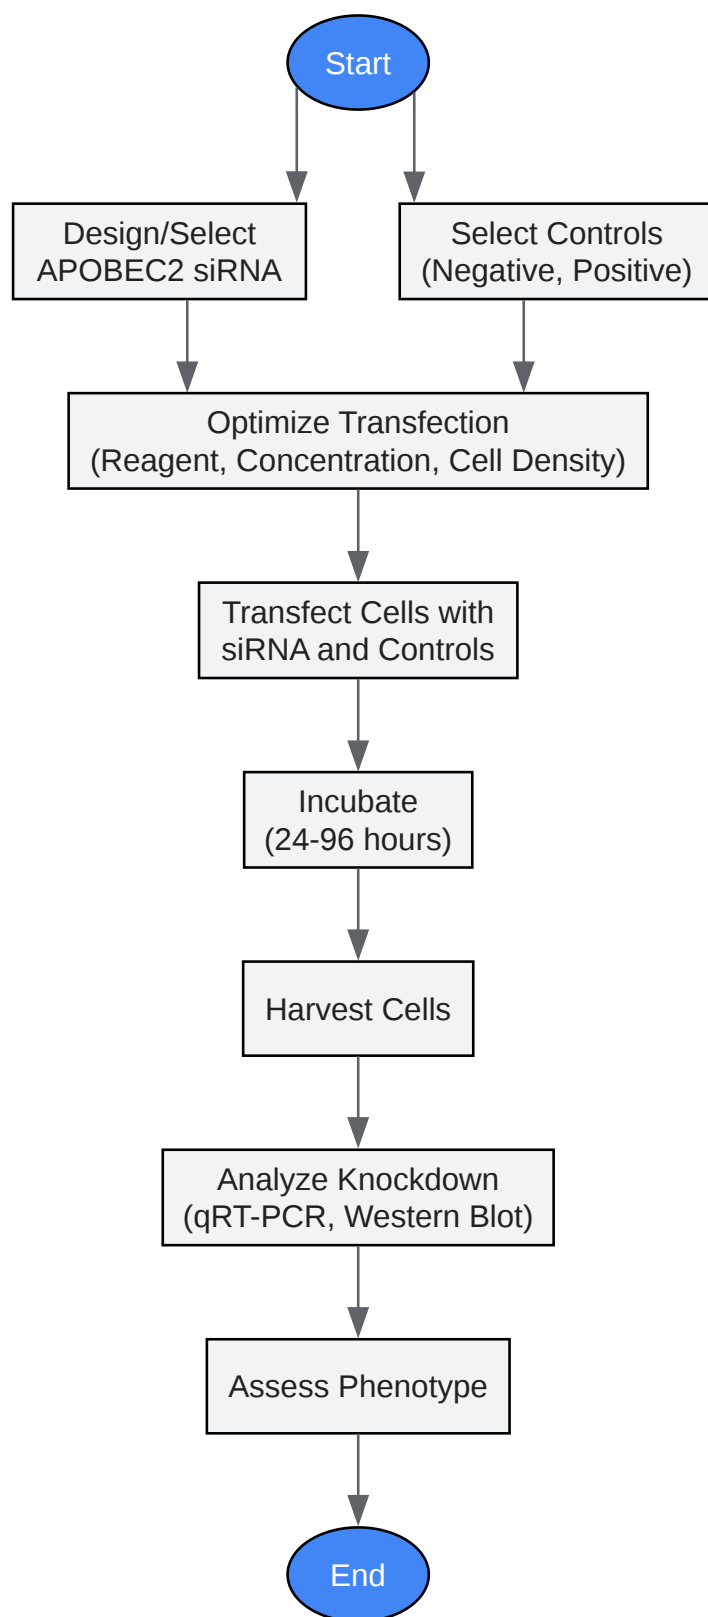 Start
Design/Select
APOBEC2 siRNA
Select Controls
(Negative, Positive)
Optimize Transfection
(Reagent, Concentration, Cell Density)
Transfect Cells with
siRNA and Controls
Incubate
(24-96 hours)
Harvest Cells
Analyze Knockdown
(qRT-PCR, Western Blot)
Assess Phenotype
End